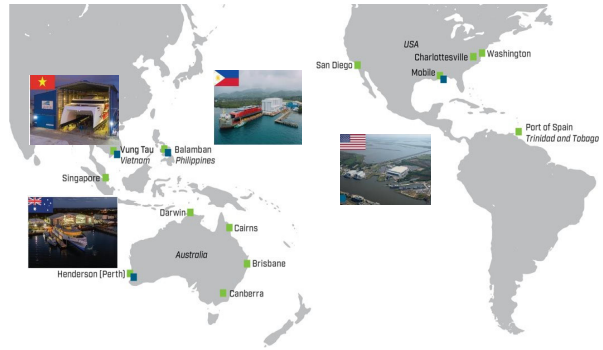 USA
Charlottesville
Washington
San Diego
Mobile
Port of Spain
Trinidad and Tobago
Vung Tau
Vietnam
Balamban
Philippines
Singapore
Darwin
Cairns
Australia
Brisbane
Henderson (Perth)
Canberra